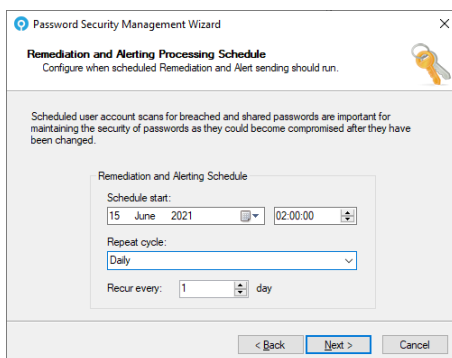 Password Security Management Wizard
Remediation and Alerting Processing Schedule
Configure when scheduled Remediation and Alert sending should run.
Scheduled user account scans for breached and shared passwords are important for
maintaining the security of passwords as they could become compromised after they have
been changed.
Remediation and Alerting Schedule
Schedule start:
15 June 2021 02:00:00
Repeat cycle:
Daily
Recur every: 1 day
< Back Next > Cancel